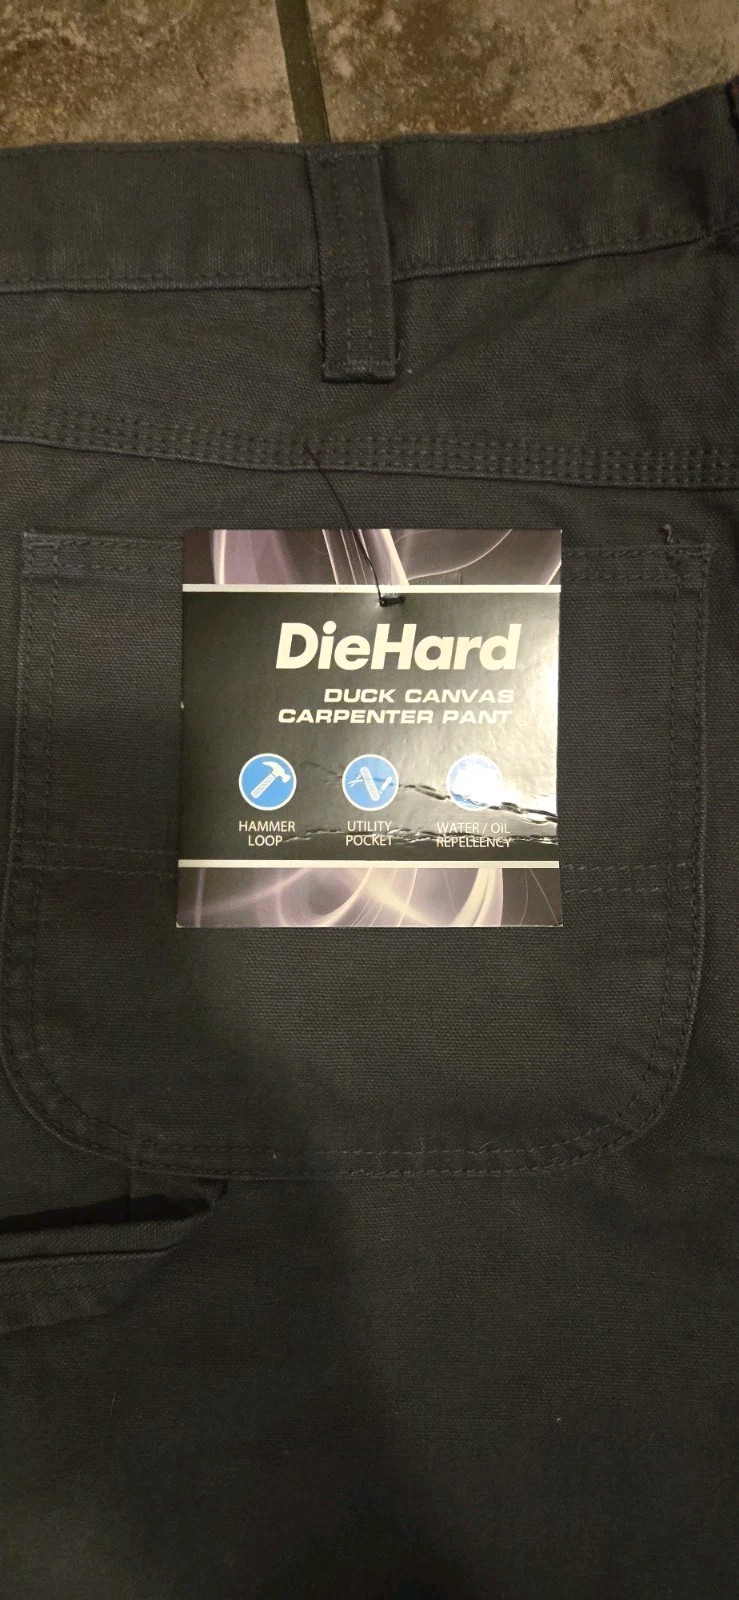 DieHard
DUCK CANVAS
CARPENTER PANT
HAMMER
LOOP
UTILITY
POCKET
WATER / OIL
REPELLENCY